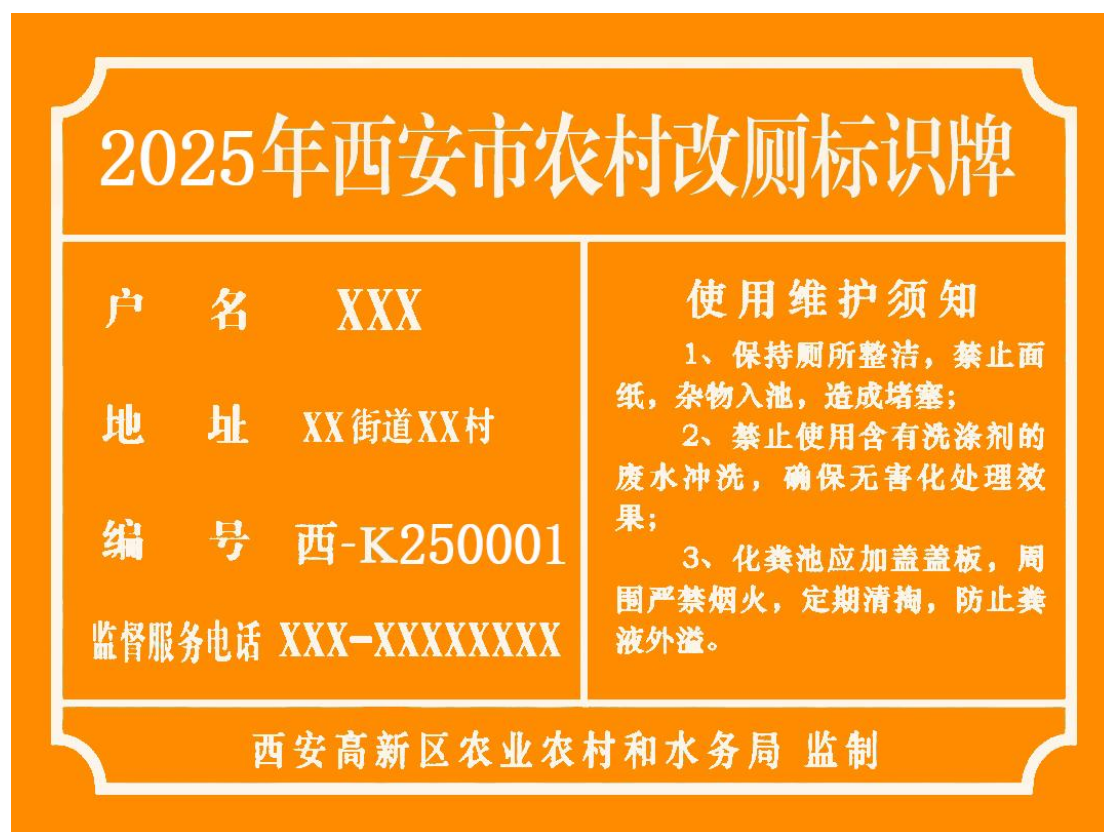 2025年西安市农村改厕标识牌
户 名 XXX
地 址 XX街道XX村
编 号 西-K250001
监督服务电话 XXX-XXXXXXXX
使用维护须知
1、保持厕所整洁，禁止面
纸，杂物入池，造成堵塞；
2、禁止使用含有洗涤剂的
废水冲洗，确保无害化处理效
果；
3、化粪池应加盖盖板，周
围严禁烟火，定期清掏，防止粪
液外溢。
西安高新区农业农村和水务局 监制